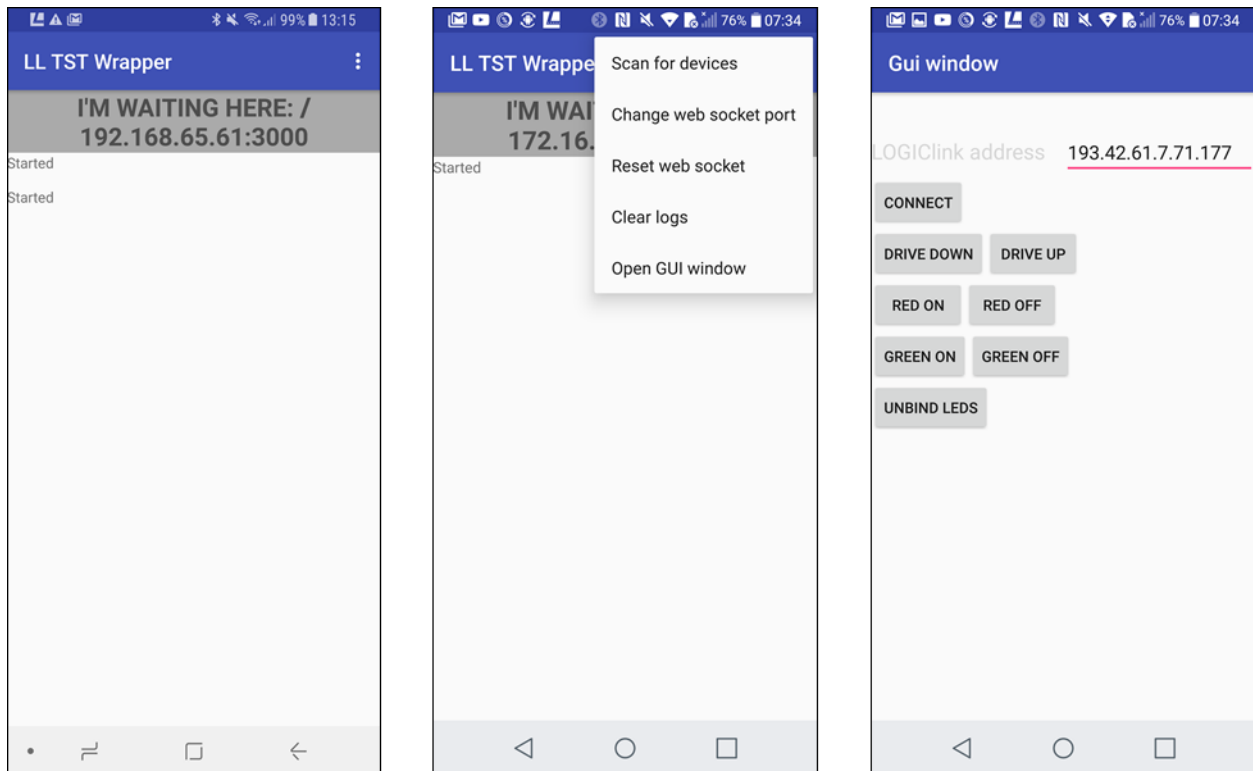 99% 13:15
LL TST Wrapper
I'M WAITING HERE: /
192.168.65.61:3000
Started
Started
76% 07:34
LL TST Wrappe
I'M WAI
172.16.
Started
Scan for devices
Change web socket port
Reset web socket
Clear logs
Open GUI window
76% 07:34
Gui window
LOGIClink address 193.42.61.7.71.177
CONNECT
DRIVE DOWN DRIVE UP
RED ON RED OFF
GREEN ON GREEN OFF
UNBIND LEDS